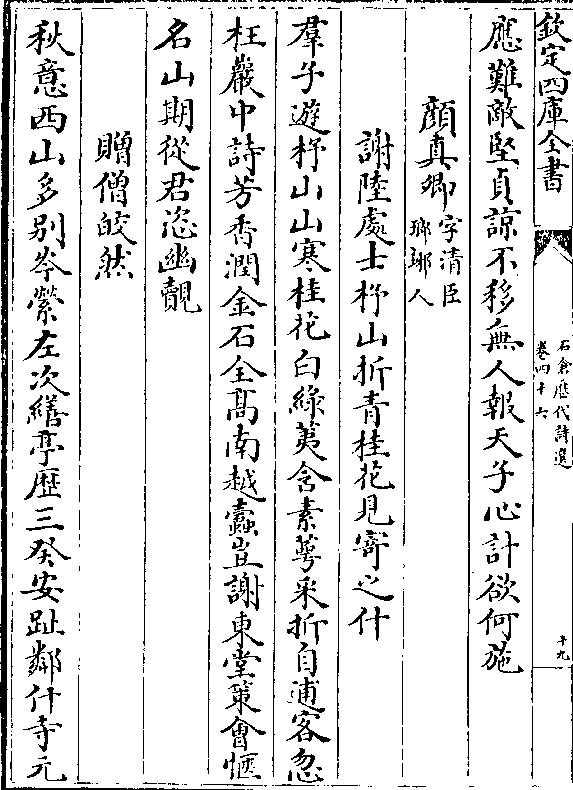 欽定四庫全書
石倉歷代詩選
卷四十六
十九
應難敵堅貞諒不移無人報天子心計欲何施
顔真卿字清臣
瑯琊人
謝陸處士杼山折青桂花見寄之什
羣子遊杼山山寒桂花白綠荑含素萼采折自逋客忽
枉巖中詩芳香潤金石全髙南越蠹豈謝東堂策會愜
名山期從君恣幽覿
贈僧皎然
秋意西山多別岑縈左次繕亭歴三癸安趾鄰什寺元